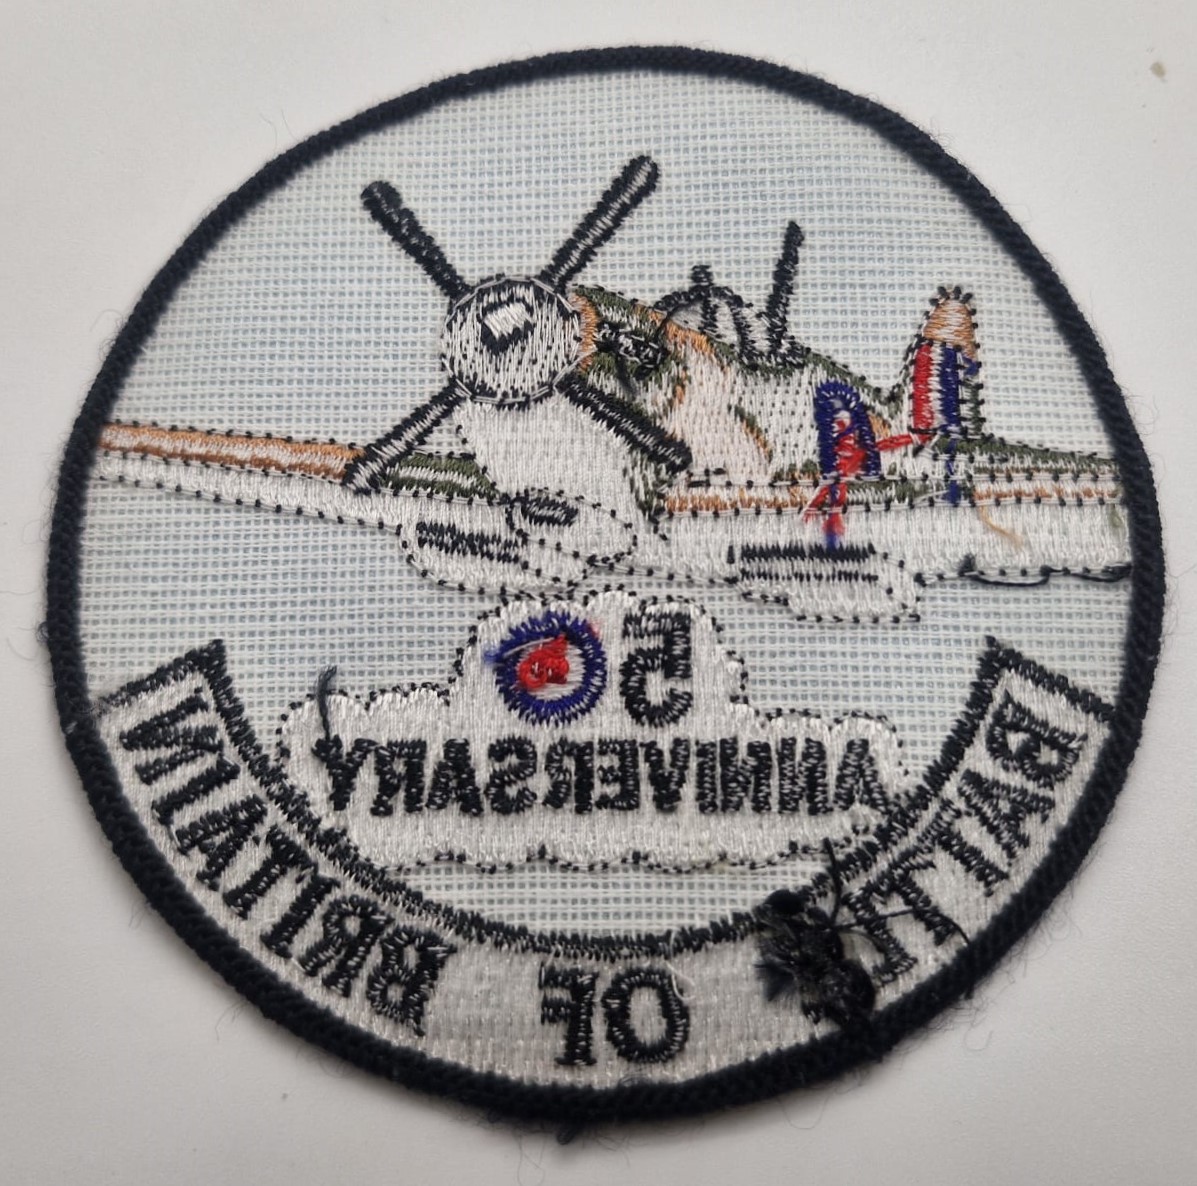 5
ANNIVERSARY
BATTLE OF BRITAIN